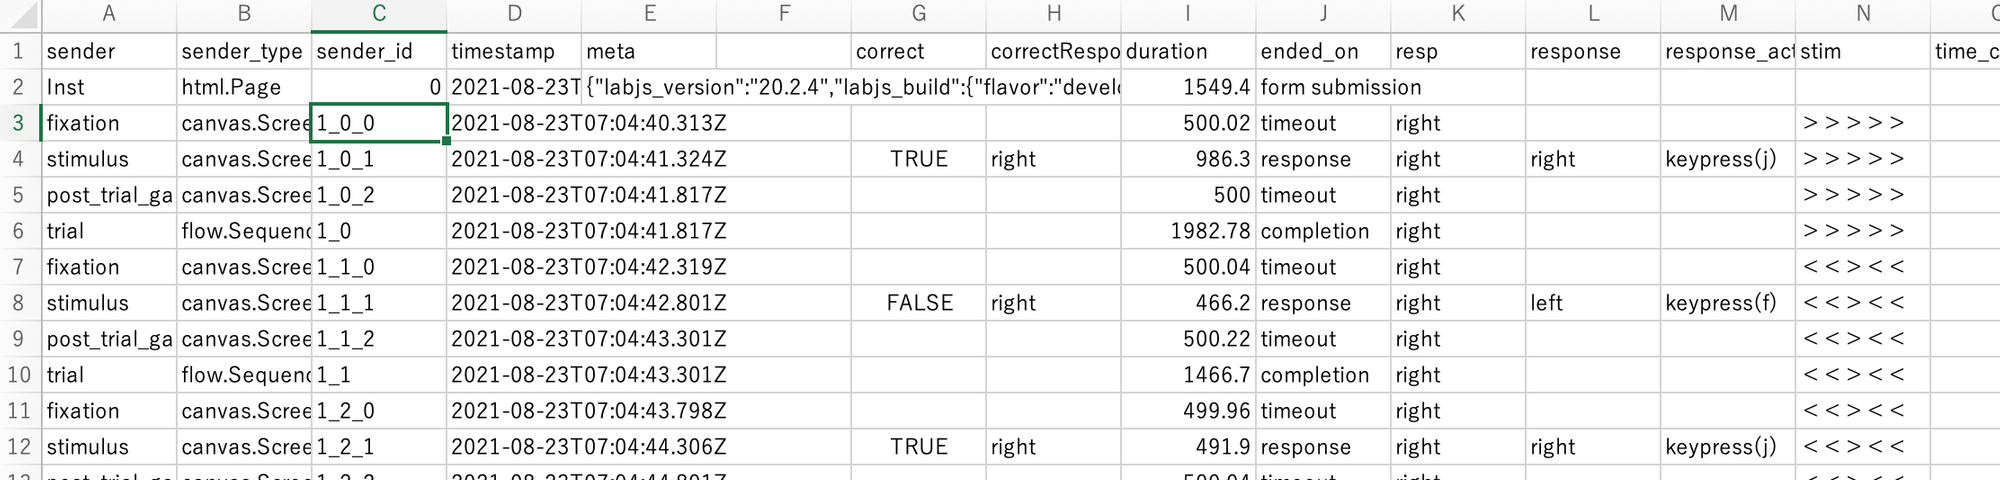 A B C D E F G H I J K L M N
1 sender sender_type sender_id timestamp meta correct correctRespo duration ended_on resp response response_act stim time_c
2 Inst html.Page 0 2021-08-23T {"labjs_version":"20.2.4","labjs_build":{"flavor":"develo 1549.4 form submission
3 fixation canvas.Scree 1_0_0 2021-08-23T07:04:40.313Z 500.02 timeout right > > > > >
4 stimulus canvas.Scree 1_0_1 2021-08-23T07:04:41.324Z TRUE right 986.3 response right right keypress(j) > > > > >
5 post_trial_ga canvas.Scree 1_0_2 2021-08-23T07:04:41.817Z 500 timeout right > > > > >
6 trial flow.Sequenc 1_0 2021-08-23T07:04:41.817Z 1982.78 completion right > > > > >
7 fixation canvas.Scree 1_1_0 2021-08-23T07:04:42.319Z 500.04 timeout right < < > < <
8 stimulus canvas.Scree 1_1_1 2021-08-23T07:04:42.801Z FALSE right 466.2 response right left keypress(f) < < > < <
9 post_trial_ga canvas.Scree 1_1_2 2021-08-23T07:04:43.301Z 500.22 timeout right < < > < <
10 trial flow.Sequenc 1_1 2021-08-23T07:04:43.301Z 1466.7 completion right < < > < <
11 fixation canvas.Scree 1_2_0 2021-08-23T07:04:43.798Z 499.96 timeout right < < > < <
12 stimulus canvas.Scree 1_2_1 2021-08-23T07:04:44.306Z TRUE right 491.9 response right right keypress(j) < < > < <